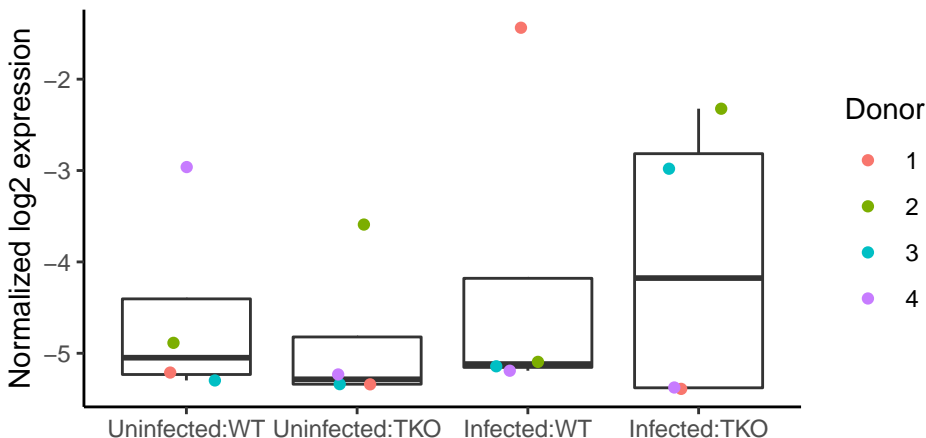 Normalized log2 expression
−2
−3
−4
−5
Uninfected:WT Uninfected:TKO Infected:WT Infected:TKO
Donor
1
2
3
4